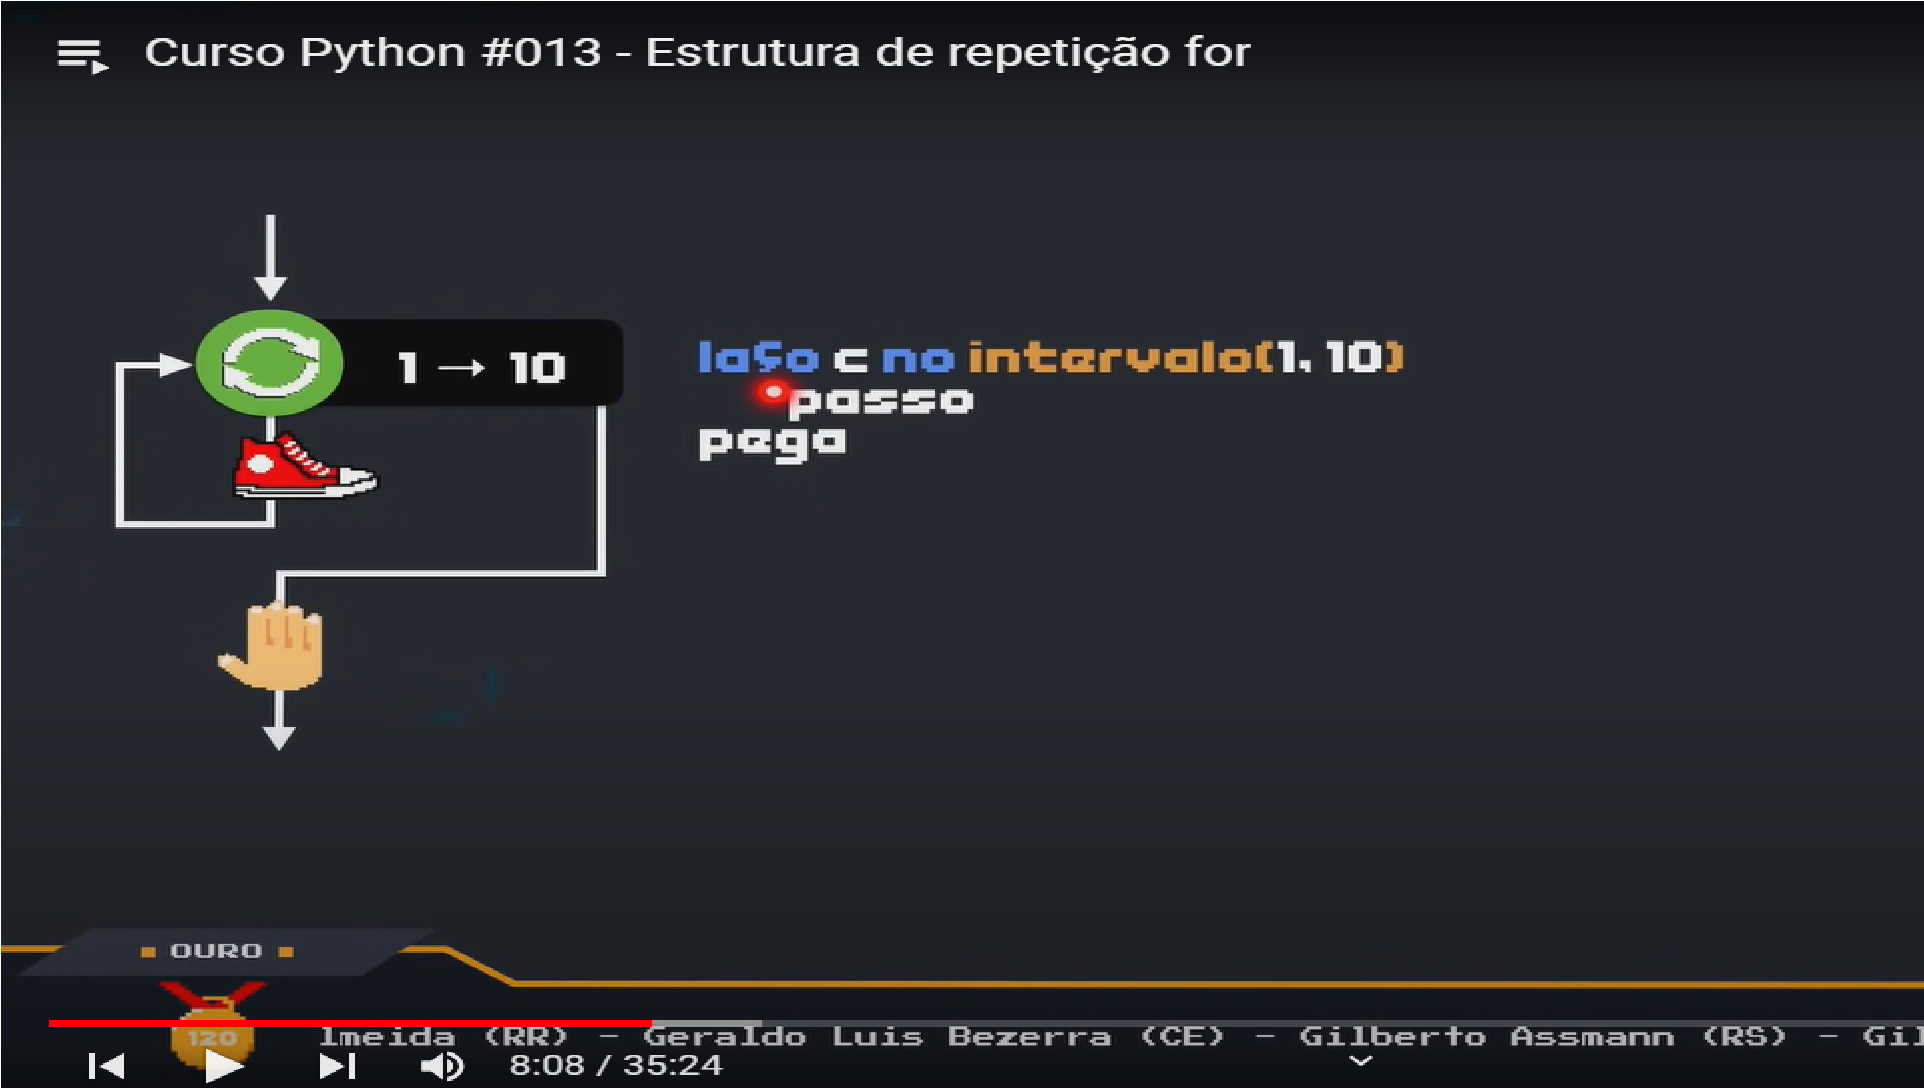 Curso Python #013 - Estrutura de repetição for
1 → 10
laço c no intervalo(1, 10)
passo
pega
OURO
120
lmeida (RR) - Geraldo Luis Bezerra (CE) - Gilberto Assmann (RS) - Gil
8:08 / 35:24